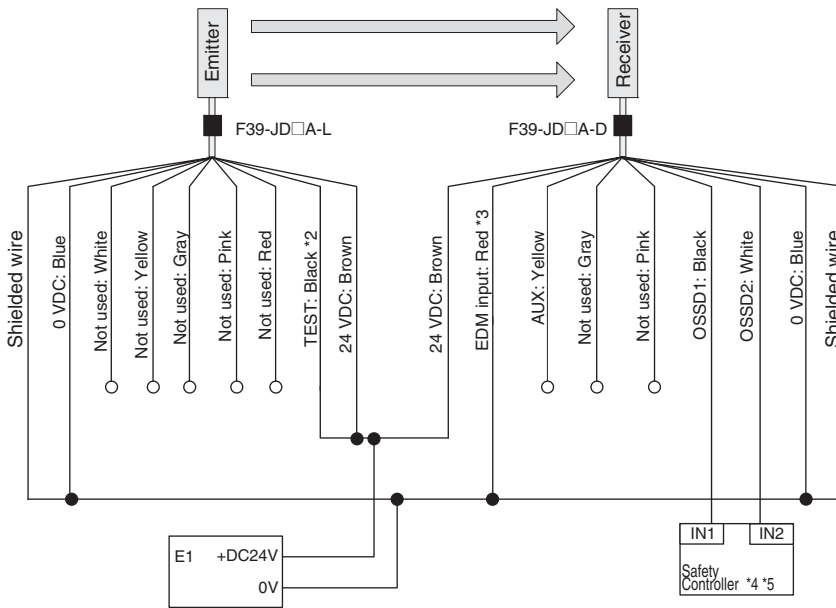 Emitter
Receiver
F39-JD□A-L
F39-JD□A-D
Shielded wire
0 VDC: Blue
Not used: White
Not used: Yellow
Not used: Gray
Not used: Pink
Not used: Red
TEST: Black *2
24 VDC: Brown
24 VDC: Brown
EDM input: Red *3
AUX: Yellow
Not used: Gray
Not used: Pink
OSSD1: Black
OSSD2: White
0 VDC: Blue
Shielded wire
E1 +DC24V
0V
IN1 IN2
Safety
Controller *4 *5